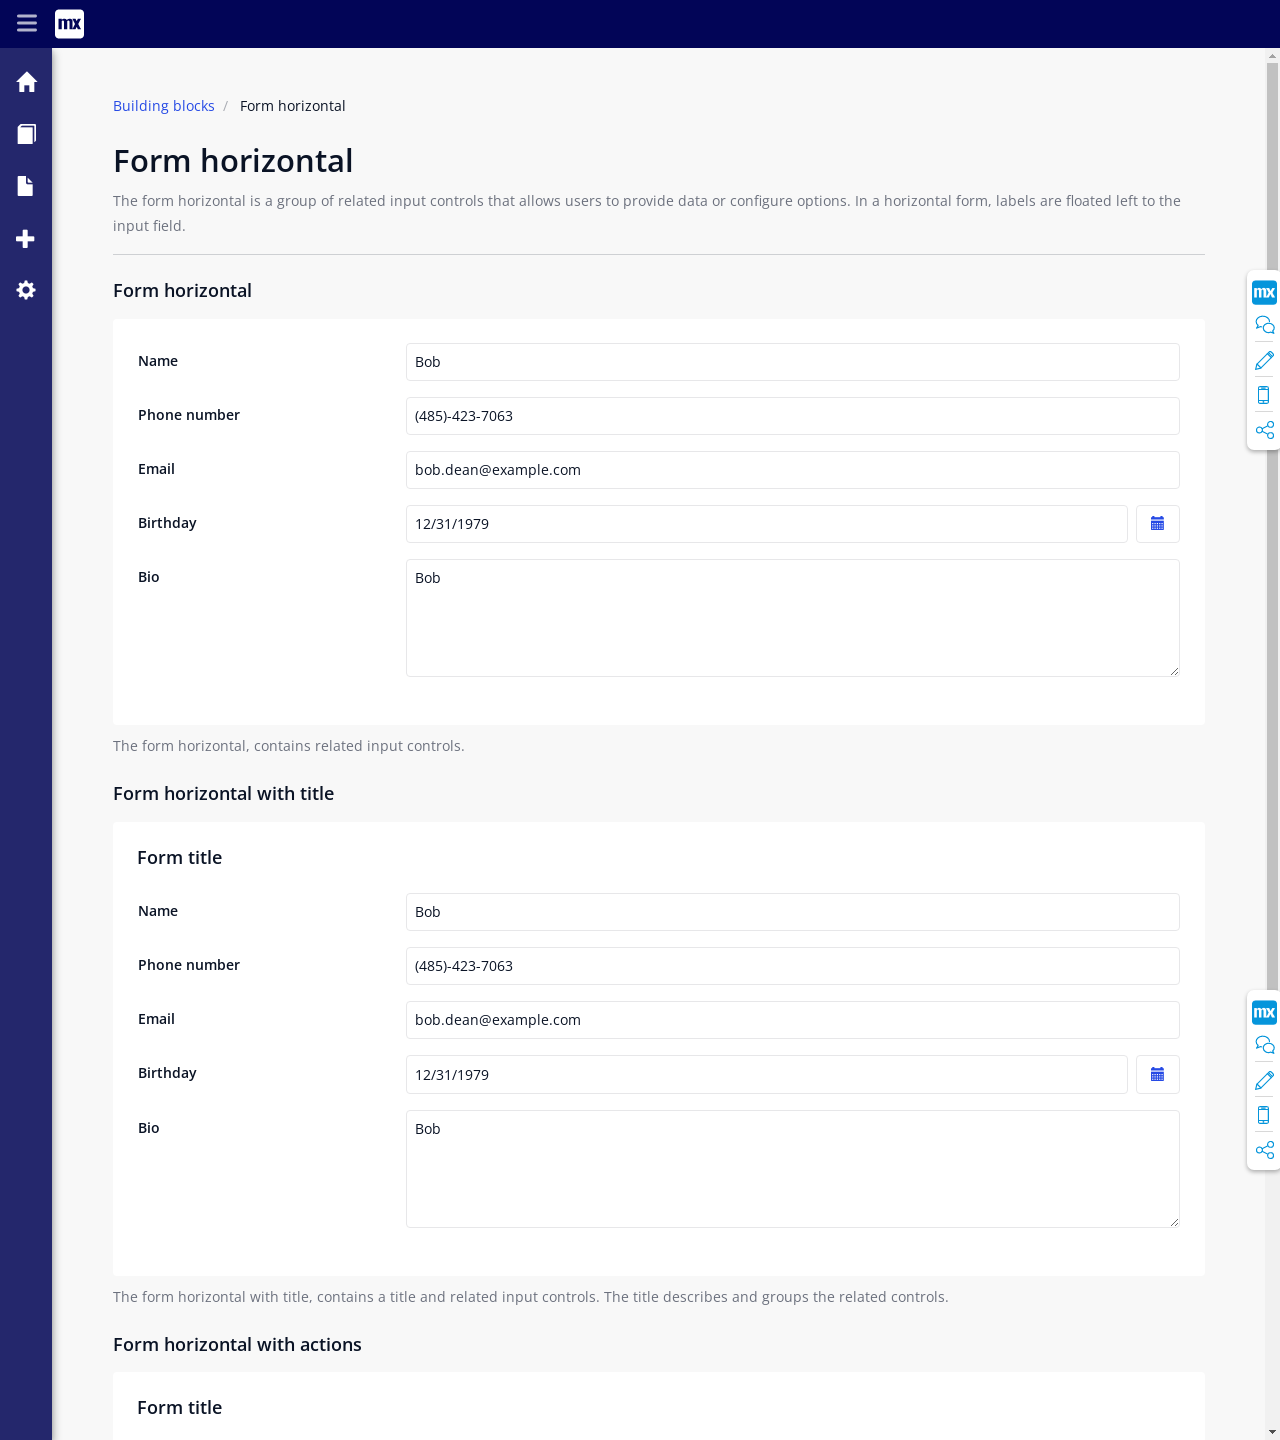 mx
Building blocks / Form horizontal
Form horizontal
The form horizontal is a group of related input controls that allows users to provide data or configure options. In a horizontal form, labels are floated left to the
input field.
Form horizontal
mx
Name Bob
Phone number (485)-423-7063
Email bob.dean@example.com
Birthday 12/31/1979
Bio Bob
The form horizontal, contains related input controls.
Form horizontal with title
Form title
Name Bob
Phone number (485)-423-7063
mx
Email bob.dean@example.com
Birthday 12/31/1979
Bio Bob
The form horizontal with title, contains a title and related input controls. The title describes and groups the related controls.
Form horizontal with actions
Form title